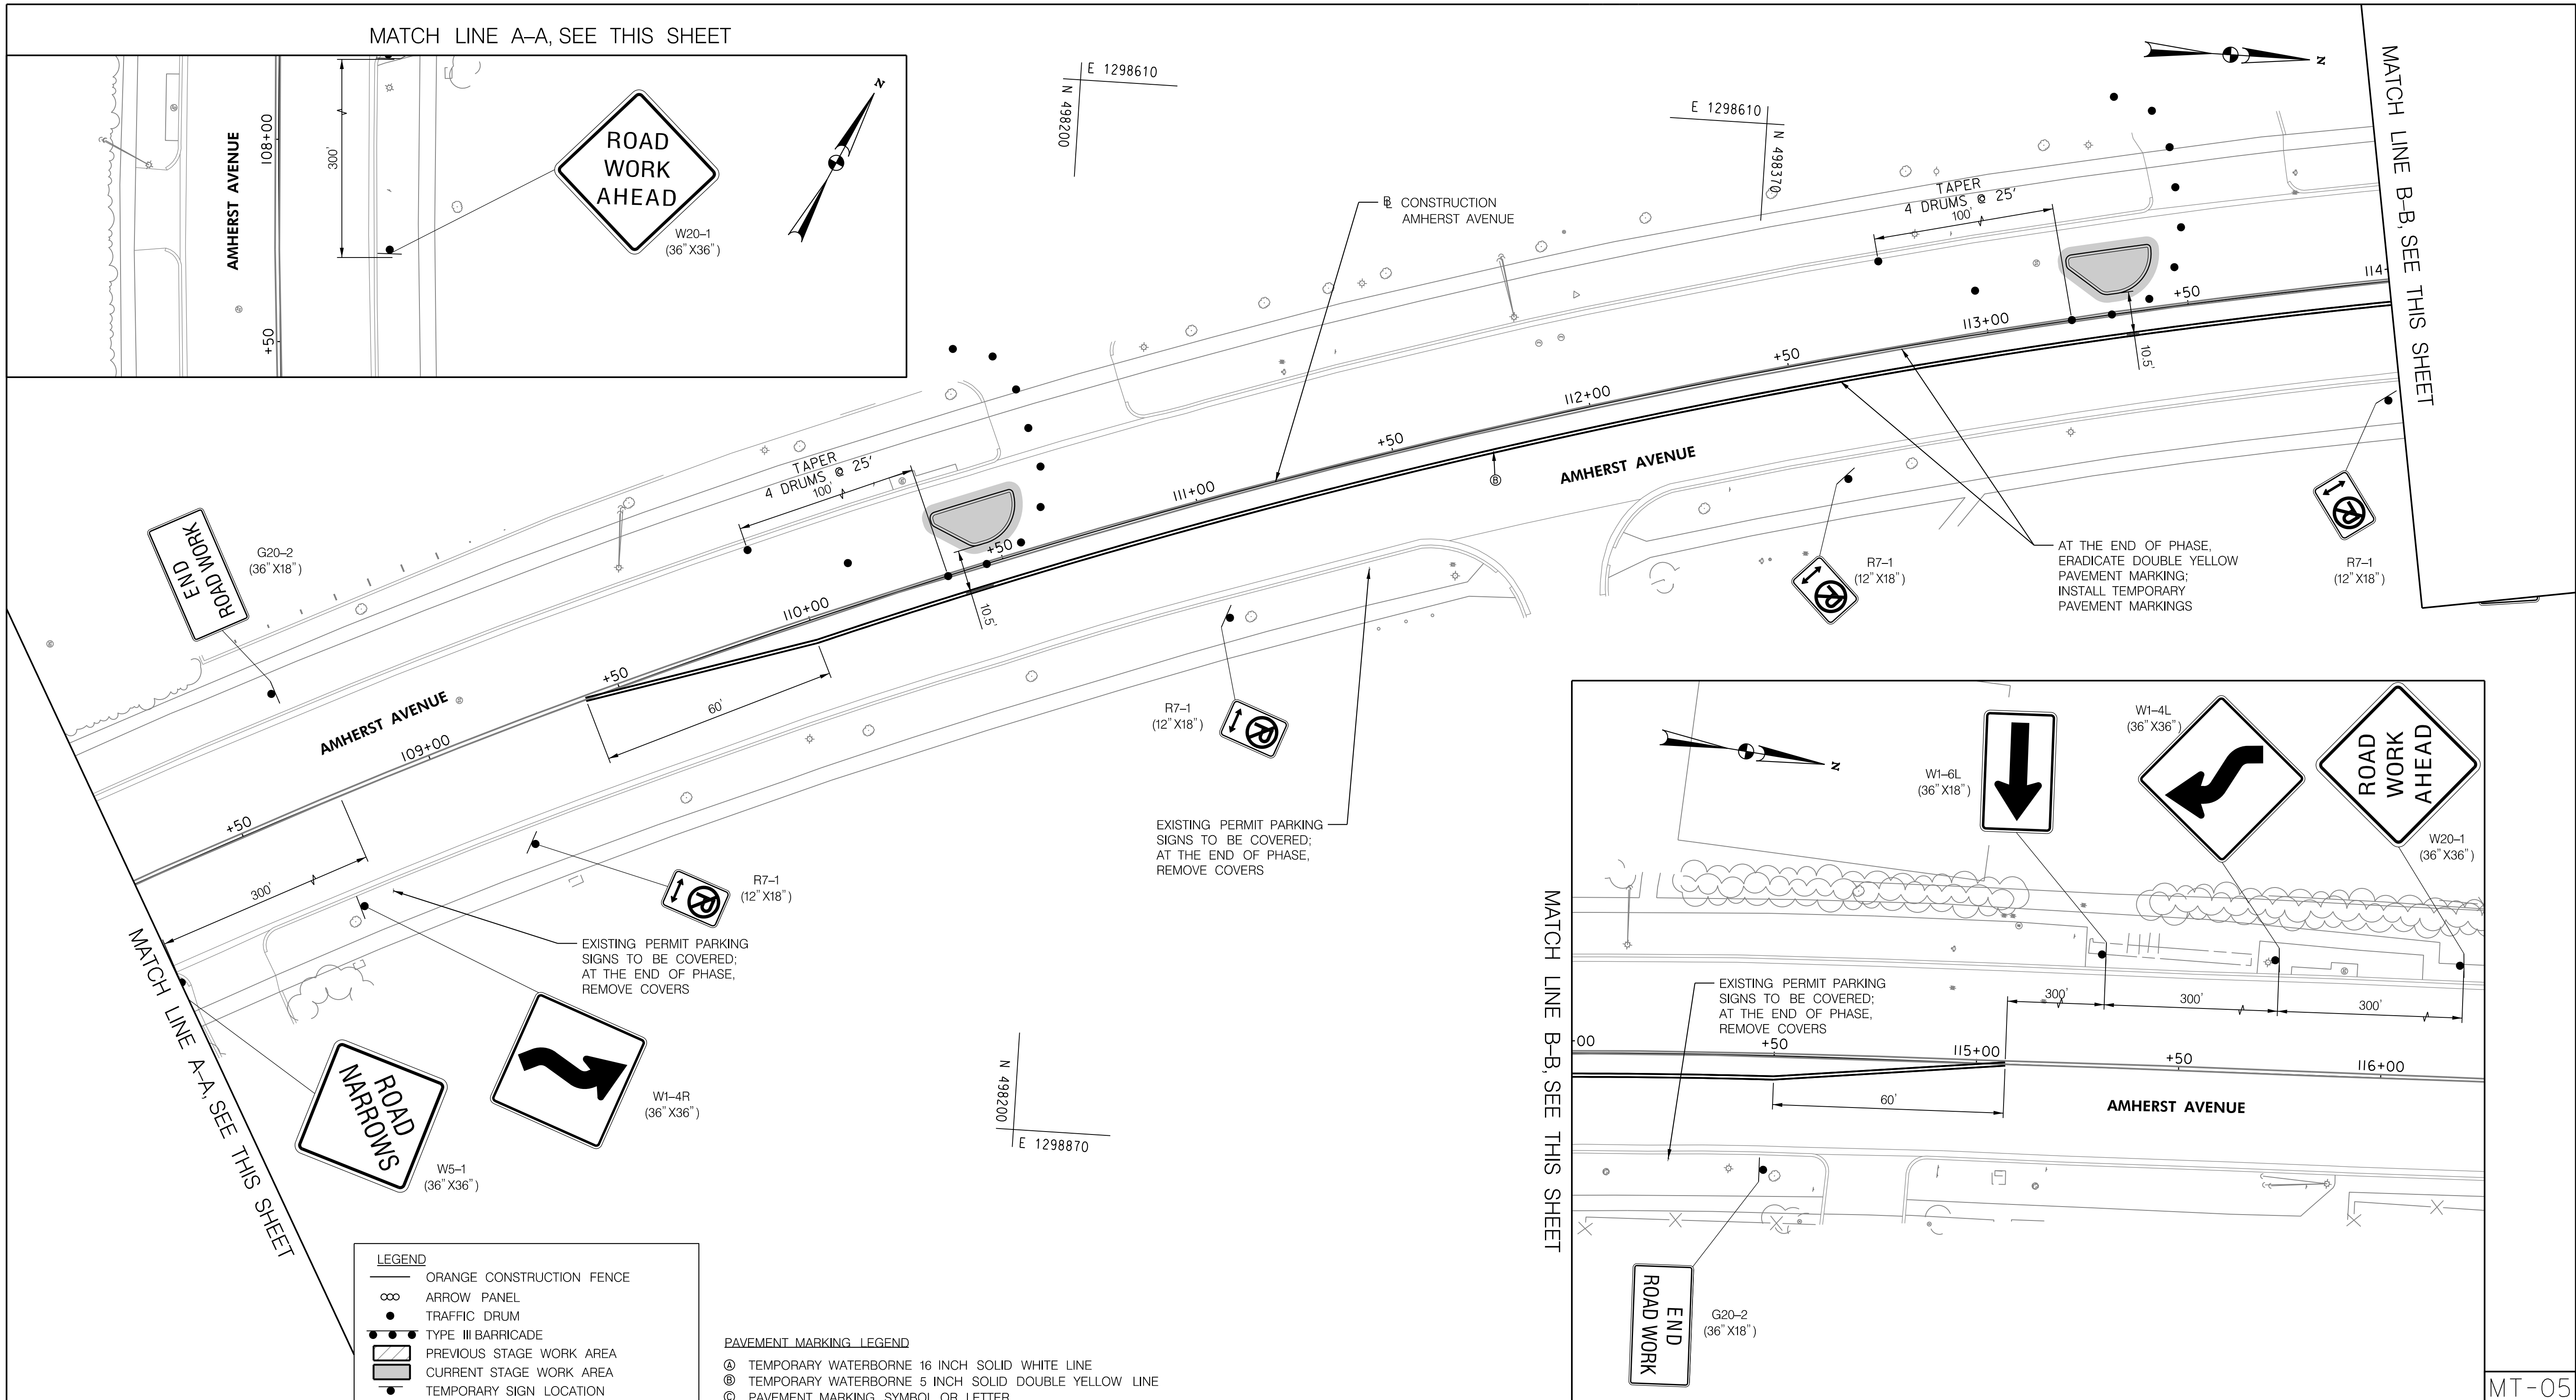 MATCH LINE A–A, SEE THIS SHEET
AMHERST AVENUE
108+00
+50
300'
ROAD
WORK
AHEAD
W20–1
(36"X36")
N
E 1298610
N 498200
E 1298610
N 498370
N
MATCH LINE B–B, SEE THIS SHEET
BL CONSTRUCTION
AMHERST AVENUE
TAPER
4 DRUMS @ 25'
100'
TAPER
4 DRUMS @ 25'
100'
END
ROAD WORK
G20–2
(36"X18")
AMHERST AVENUE
+50
109+00
+50
110+00
+50
111+00
+50
112+00
+50
113+00
+50
114-
10.5'
10.5'
B
AMHERST AVENUE
60'
300'
R7–1
(12"X18")
P
R7–1
(12"X18")
P
R7–1
(12"X18")
P
R7–1
(12"X18")
P
AT THE END OF PHASE,
ERADICATE DOUBLE YELLOW
PAVEMENT MARKING;
INSTALL TEMPORARY
PAVEMENT MARKINGS
EXISTING PERMIT PARKING
SIGNS TO BE COVERED;
AT THE END OF PHASE,
REMOVE COVERS
EXISTING PERMIT PARKING
SIGNS TO BE COVERED;
AT THE END OF PHASE,
REMOVE COVERS
MATCH LINE A–A, SEE THIS SHEET
ROAD
NARROWS
W5–1
(36"X36")
W1–4R
(36"X36")
N 498200
E 1298870
MATCH LINE B–B, SEE THIS SHEET
N
W1–6L
(36"X18")
W1–4L
(36"X36")
ROAD
WORK
AHEAD
W20–1
(36"X36")
EXISTING PERMIT PARKING
SIGNS TO BE COVERED;
AT THE END OF PHASE,
REMOVE COVERS
300'
300'
300'
-00
+50
115+00
+50
116+00
60'
AMHERST AVENUE
END
ROAD WORK
G20–2
(36"X18")
LEGEND
ORANGE CONSTRUCTION FENCE
ARROW PANEL
TRAFFIC DRUM
TYPE III BARRICADE
PREVIOUS STAGE WORK AREA
CURRENT STAGE WORK AREA
TEMPORARY SIGN LOCATION
PAVEMENT MARKING LEGEND
A TEMPORARY WATERBORNE 16 INCH SOLID WHITE LINE
B TEMPORARY WATERBORNE 5 INCH SOLID DOUBLE YELLOW LINE
C PAVEMENT MARKING SYMBOL OR LETTER
MT-05